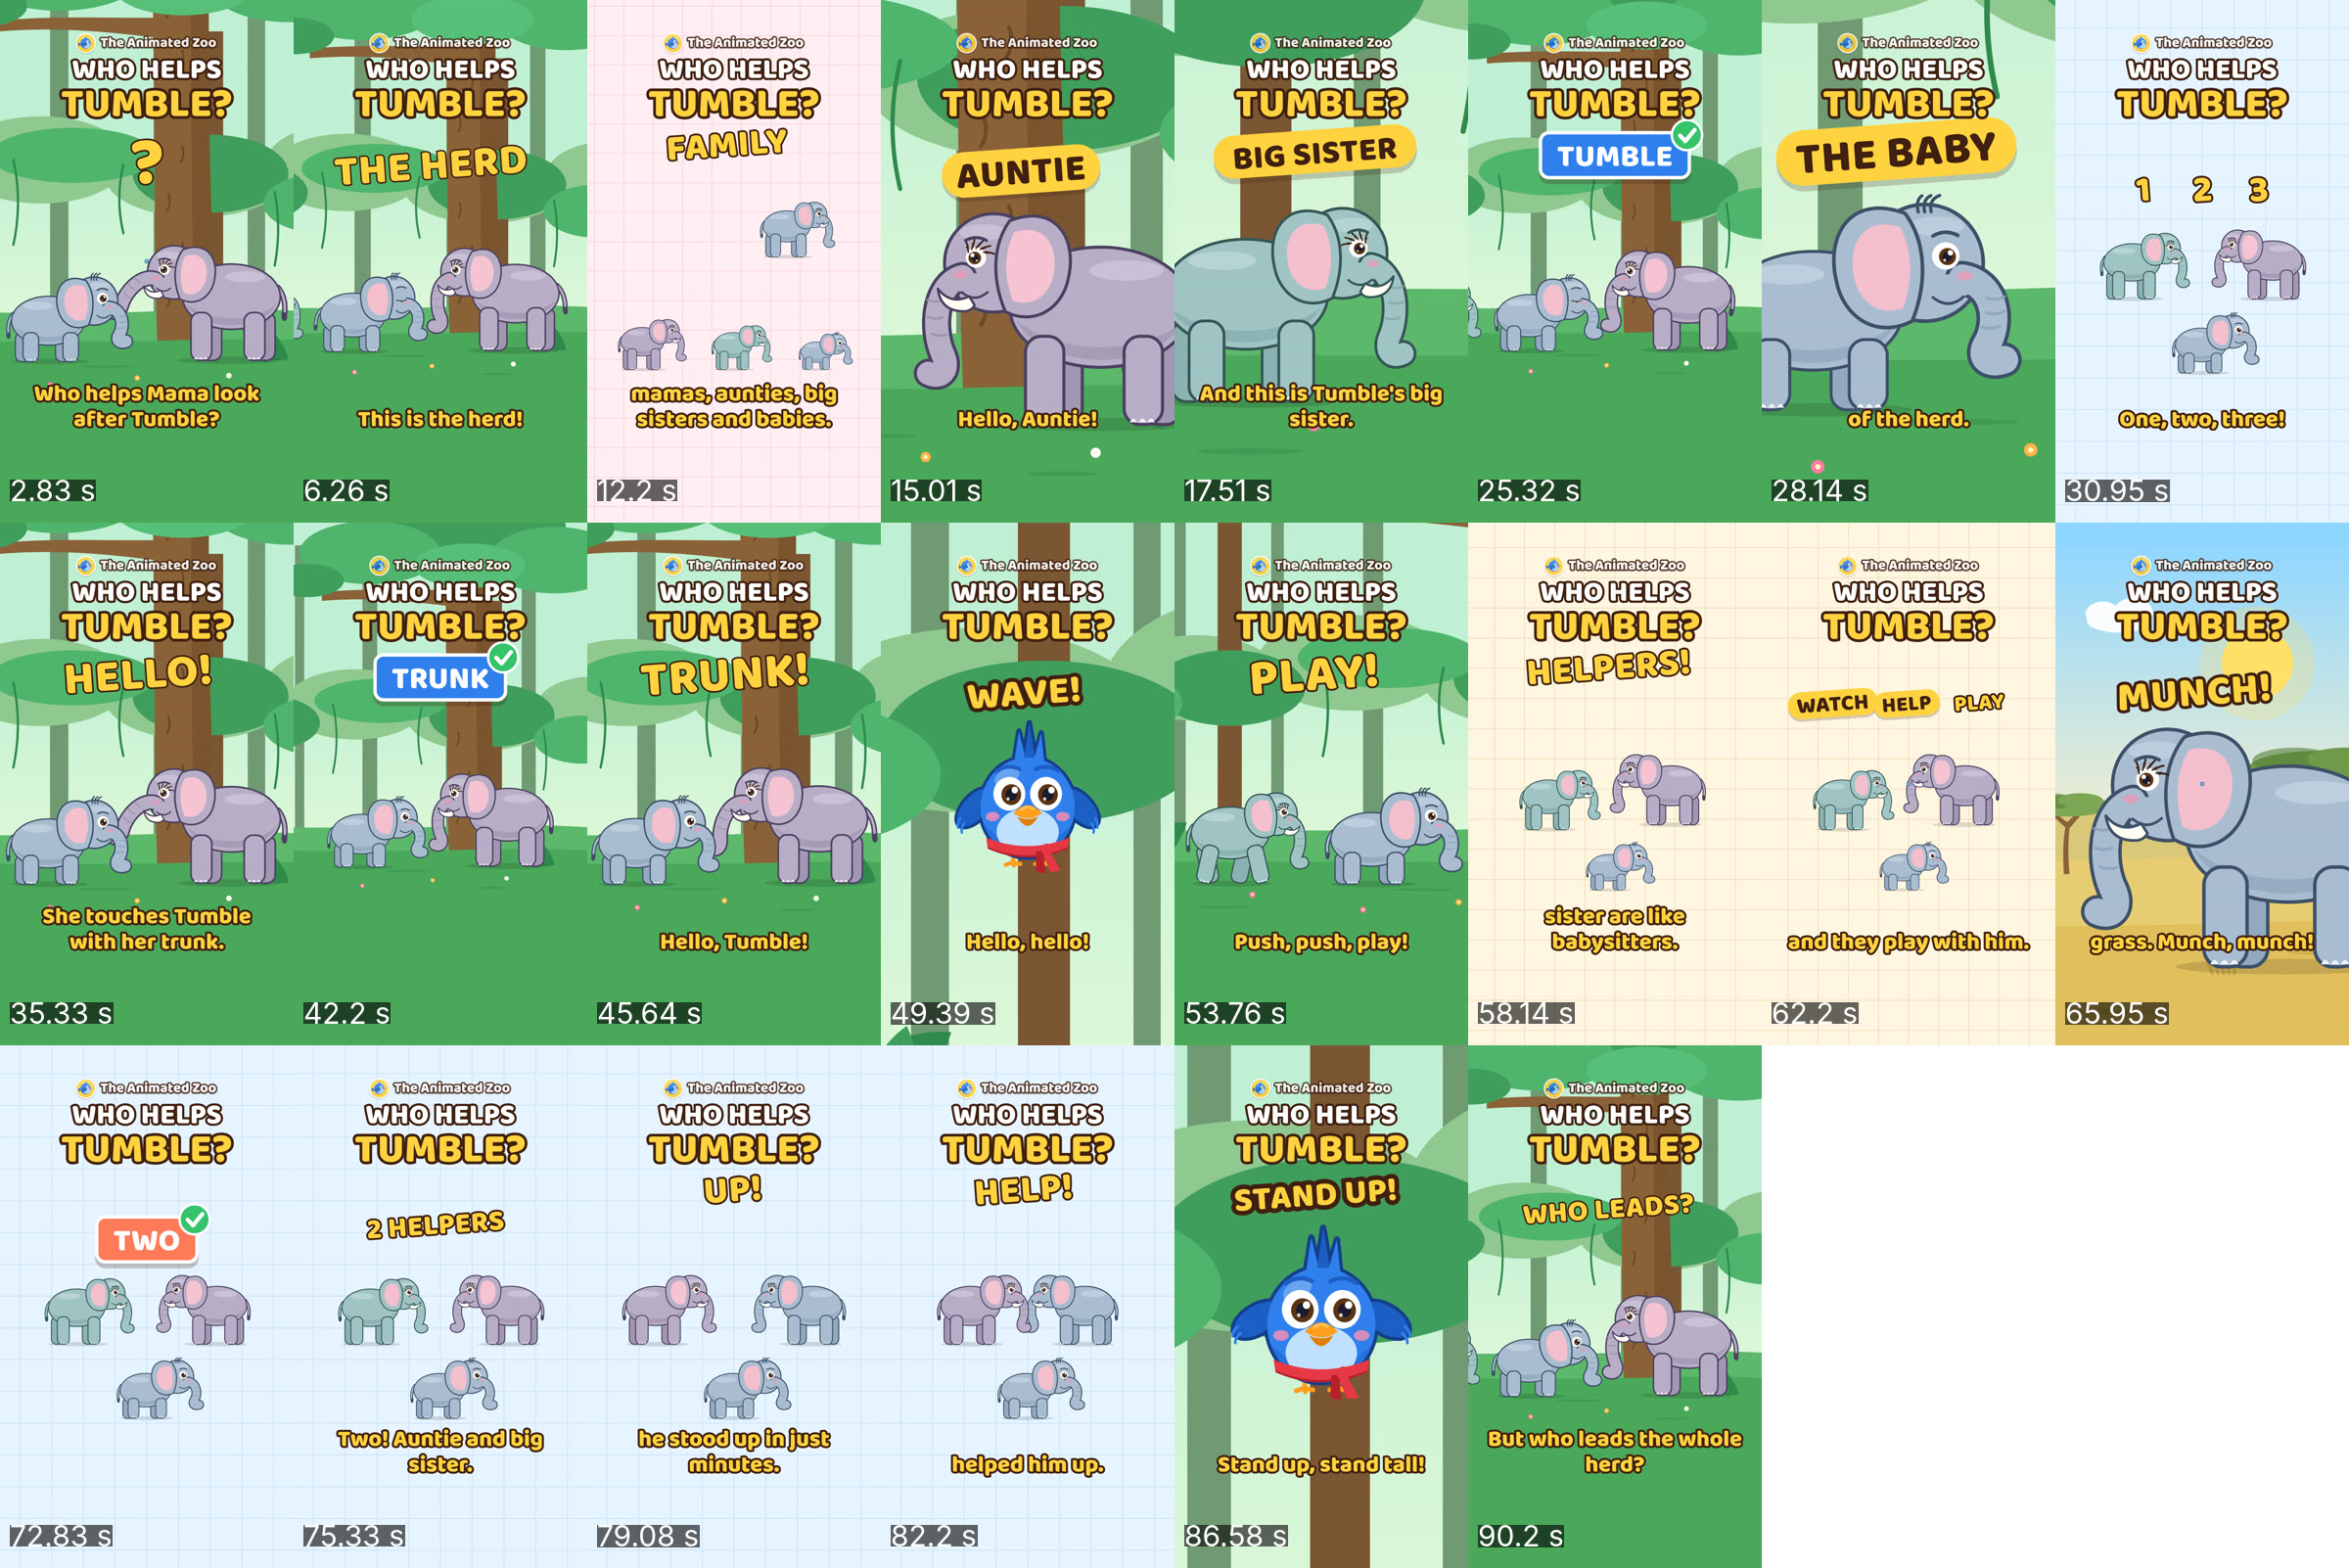 The Animated Zoo
WHO HELPS
TUMBLE?
?
Who helps Mama look
after Tumble?
2.83 s
The Animated Zoo
WHO HELPS
TUMBLE?
THE HERD
This is the herd!
6.26 s
The Animated Zoo
WHO HELPS
TUMBLE?
FAMILY
mamas, aunties, big
sisters and babies.
12.2 s
The Animated Zoo
WHO HELPS
TUMBLE?
AUNTIE
Hello, Auntie!
15.01 s
The Animated Zoo
WHO HELPS
TUMBLE?
BIG SISTER
And this is Tumble's big
sister.
17.51 s
The Animated Zoo
WHO HELPS
TUMBLE?
TUMBLE
25.32 s
The Animated Zoo
WHO HELPS
TUMBLE?
THE BABY
of the herd.
28.14 s
The Animated Zoo
WHO HELPS
TUMBLE?
1 2 3
One, two, three!
30.95 s
The Animated Zoo
WHO HELPS
TUMBLE?
HELLO!
She touches Tumble
with her trunk.
35.33 s
The Animated Zoo
WHO HELPS
TUMBLE?
TRUNK
42.2 s
The Animated Zoo
WHO HELPS
TUMBLE?
TRUNK!
Hello, Tumble!
45.64 s
The Animated Zoo
WHO HELPS
TUMBLE?
WAVE!
Hello, hello!
49.39 s
The Animated Zoo
WHO HELPS
TUMBLE?
PLAY!
Push, push, play!
53.76 s
The Animated Zoo
WHO HELPS
TUMBLE?
HELPERS!
sister are like
babysitters.
58.14 s
The Animated Zoo
WHO HELPS
TUMBLE?
WATCH HELP PLAY
and they play with him.
62.2 s
The Animated Zoo
WHO HELPS
TUMBLE?
MUNCH!
grass. Munch, munch!
65.95 s
The Animated Zoo
WHO HELPS
TUMBLE?
TWO
72.83 s
The Animated Zoo
WHO HELPS
TUMBLE?
2 HELPERS
Two! Auntie and big
sister.
75.33 s
The Animated Zoo
WHO HELPS
TUMBLE?
UP!
he stood up in just
minutes.
79.08 s
The Animated Zoo
WHO HELPS
TUMBLE?
HELP!
helped him up.
82.2 s
The Animated Zoo
WHO HELPS
TUMBLE?
STAND UP!
Stand up, stand tall!
86.58 s
The Animated Zoo
WHO HELPS
TUMBLE?
WHO LEADS?
But who leads the whole
herd?
90.2 s